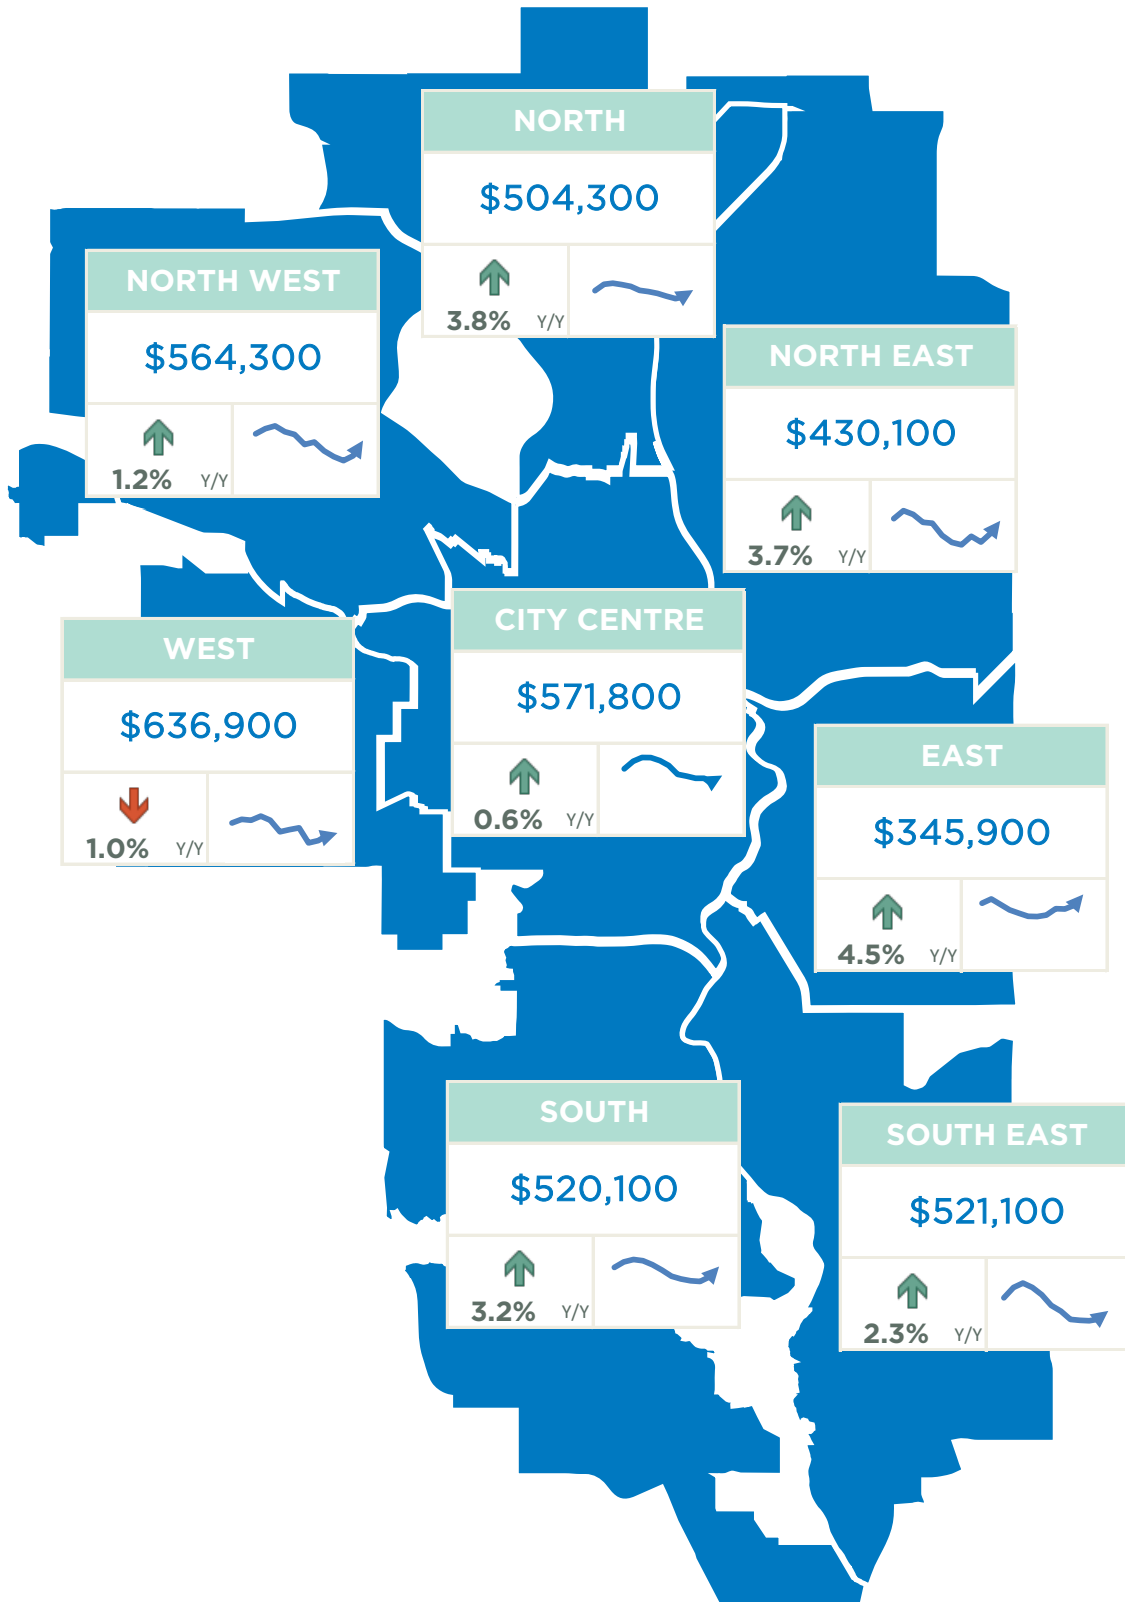 NORTH
$504,300
3.8% Y/Y
NORTH WEST
$564,300
1.2% Y/Y
NORTH EAST
$430,100
3.7% Y/Y
CITY CENTRE
$571,800
0.6% Y/Y
WEST
$636,900
1.0% Y/Y
EAST
$345,900
4.5% Y/Y
SOUTH
$520,100
3.2% Y/Y
SOUTH EAST
$521,100
2.3% Y/Y